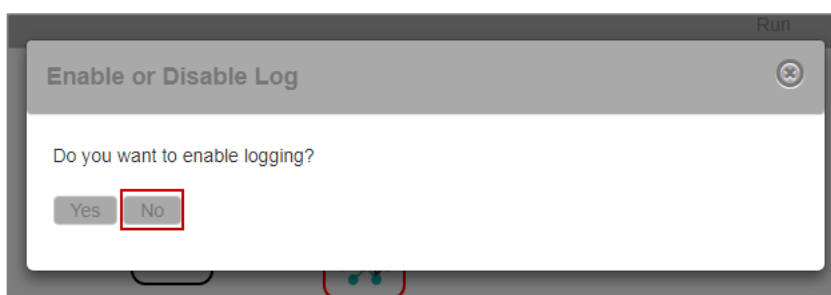 Run
Enable or Disable Log
Do you want to enable logging?
Yes No